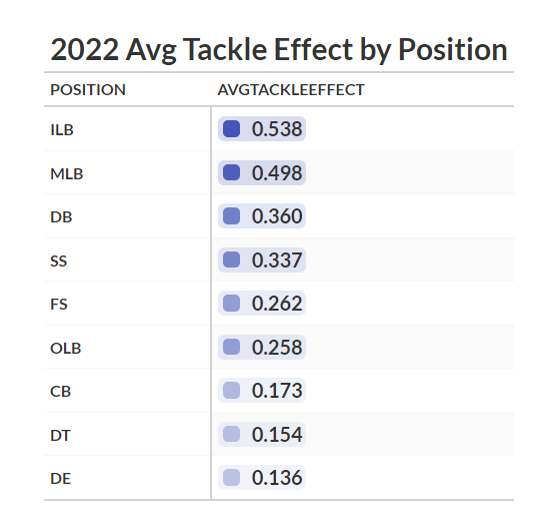 2022 Avg Tackle Effect by Position
POSITION AVGTACKLEEFFECT
ILB 0.538
MLB 0.498
DB 0.360
SS 0.337
FS 0.262
OLB 0.258
CB 0.173
DT 0.154
DE 0.136